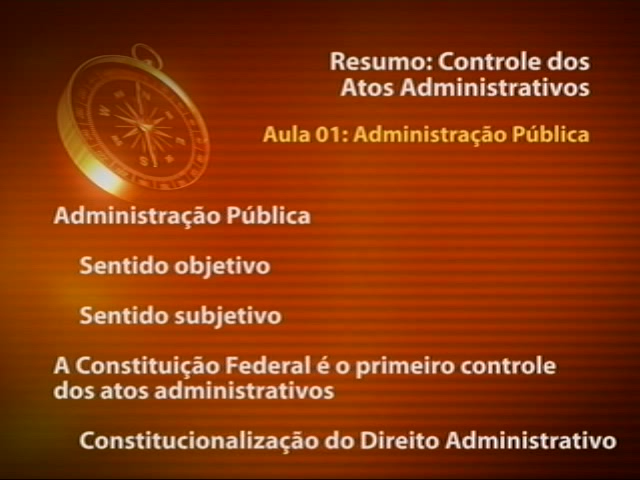 Resumo: Controle dos
Atos Administrativos
Aula 01: Administração Pública
W
S
Administração Pública
Sentido objetivo
Sentido subjetivo
A Constituição Federal é o primeiro controle
dos atos administrativos
Constitucionalização do Direito Administrativo